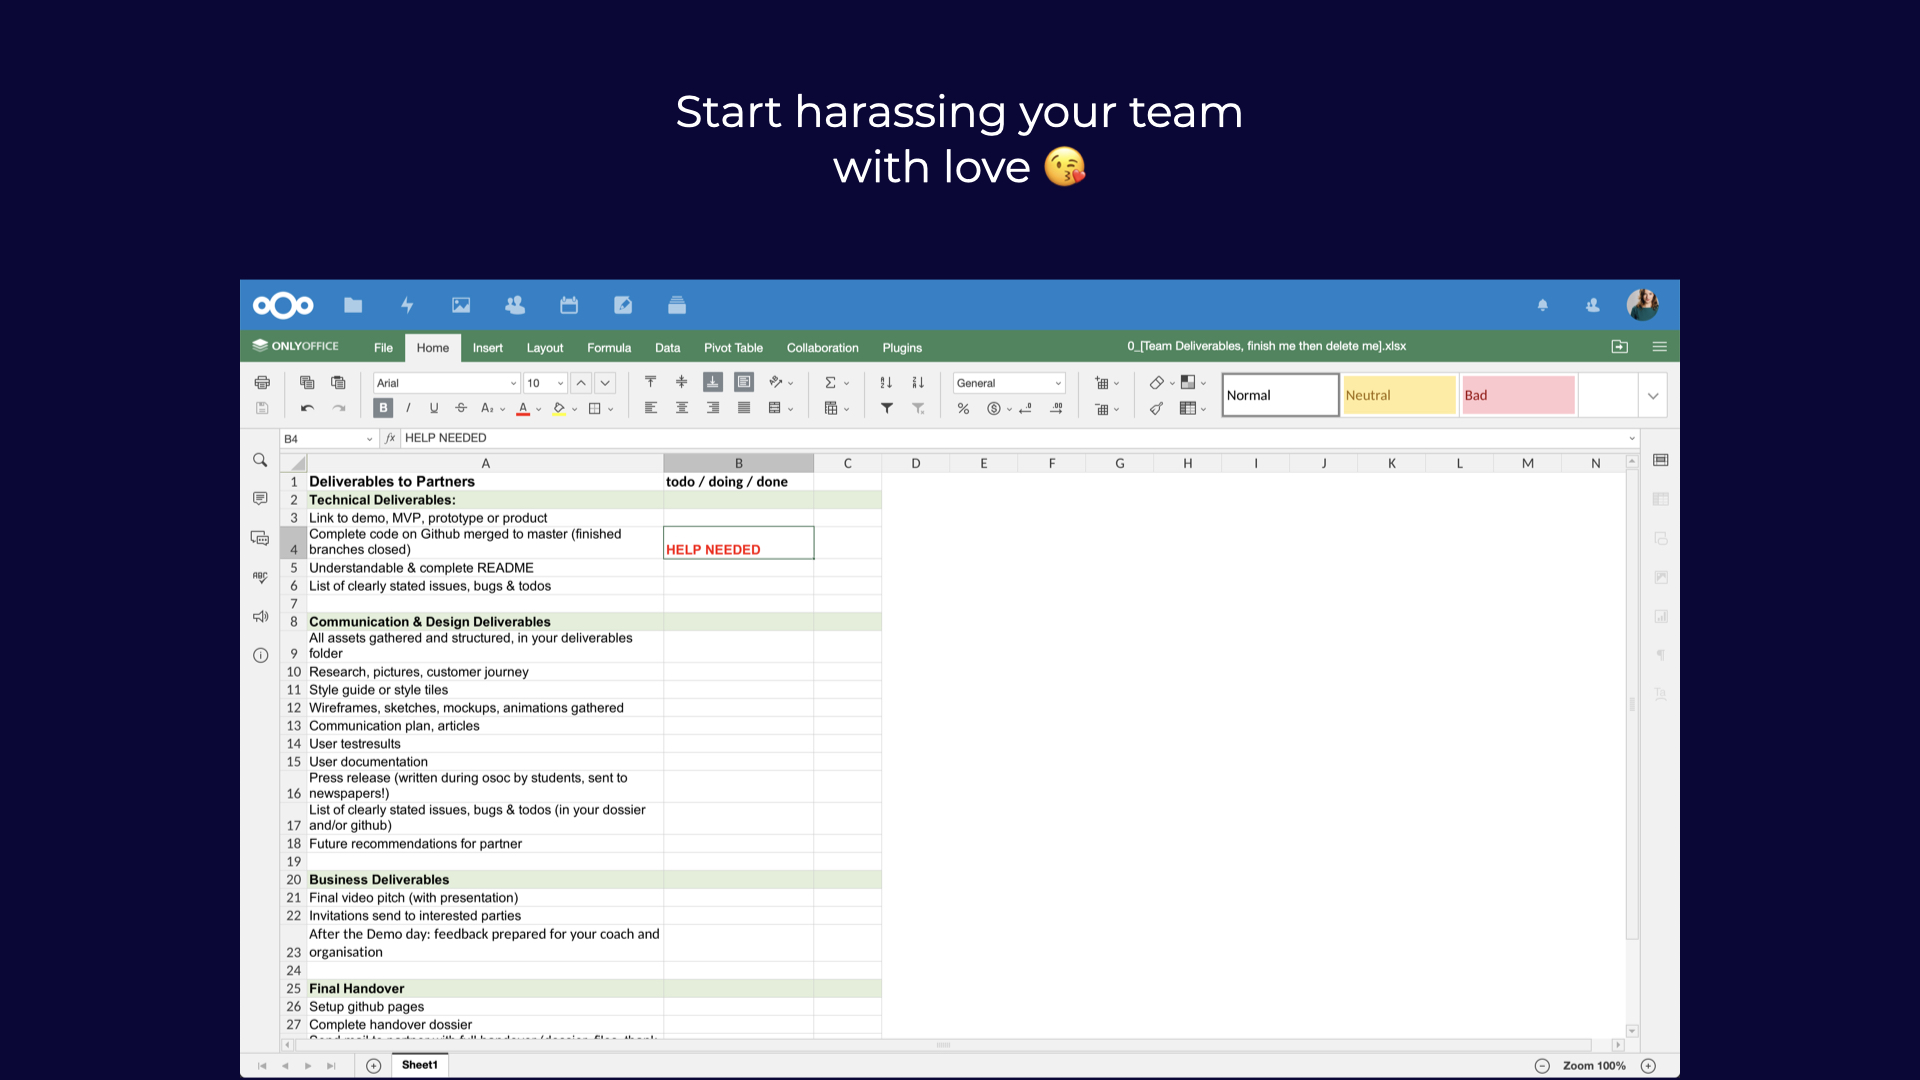 Start harassing your team
with love 😘
ONLYOFFICE
File Home Insert Layout Formula Data Pivot Table Collaboration Plugins
0_[Team Deliverables, finish me then delete me].xlsx
Arial 10 General
Normal Neutral Bad
B4 fx HELP NEEDED
A B C D E F G H I J K L M N
1 Deliverables to Partners todo / doing / done
2 Technical Deliverables:
3 Link to demo, MVP, prototype or product
Complete code on Github merged to master (finished
4 branches closed) HELP NEEDED
5 Understandable & complete README
6 List of clearly stated issues, bugs & todos
7
8 Communication & Design Deliverables
All assets gathered and structured, in your deliverables
9 folder
10 Research, pictures, customer journey
11 Style guide or style tiles
12 Wireframes, sketches, mockups, animations gathered
13 Communication plan, articles
14 User testresults
15 User documentation
Press release (written during osoc by students, sent to
16 newspapers!)
List of clearly stated issues, bugs & todos (in your dossier
17 and/or github)
18 Future recommendations for partner
19
20 Business Deliverables
21 Final video pitch (with presentation)
22 Invitations send to interested parties
After the Demo day: feedback prepared for your coach and
23 organisation
24
25 Final Handover
26 Setup github pages
27 Complete handover dossier
Sheet1
Zoom 100%